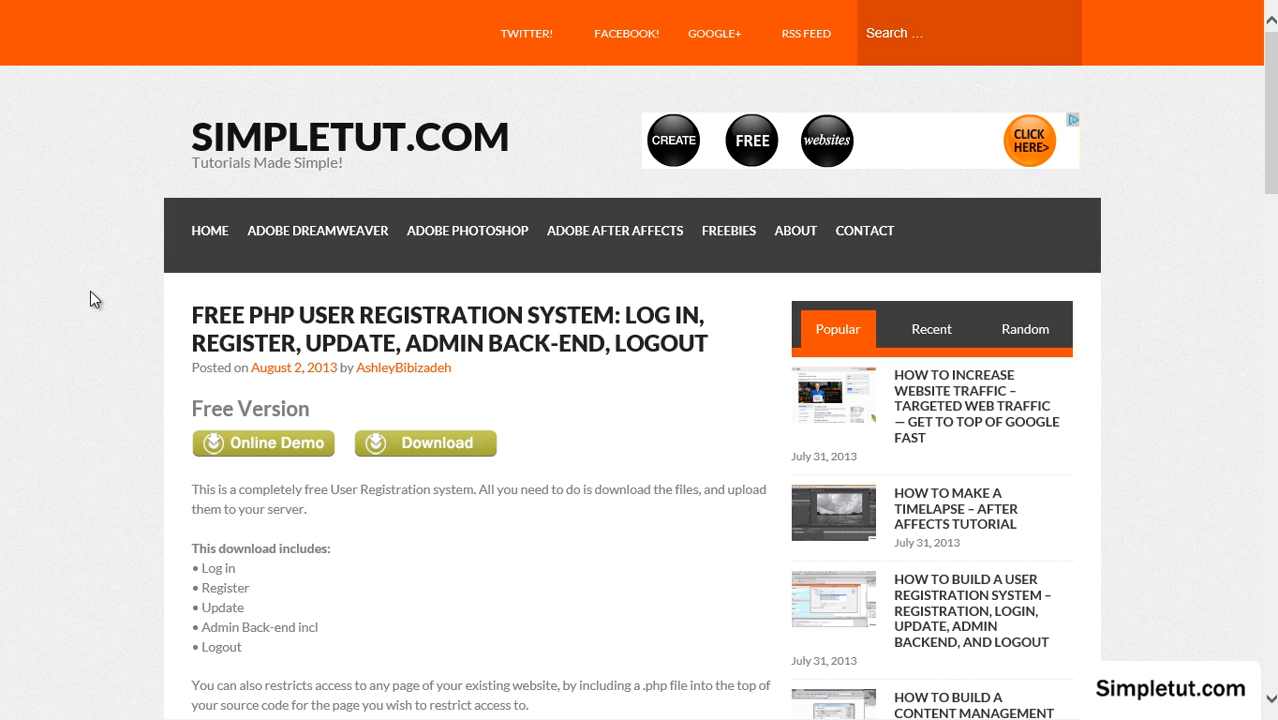 TWITTER! FACEBOOK! GOOGLE+ RSS FEED Search ...
SIMPLETUT.COM
Tutorials Made Simple!
CREATE FREE websites CLICK HERE>
HOME ADOBE DREAMWEAVER ADOBE PHOTOSHOP ADOBE AFTER AFFECTS FREEBIES ABOUT CONTACT
FREE PHP USER REGISTRATION SYSTEM: LOG IN,
REGISTER, UPDATE, ADMIN BACK-END, LOGOUT
Posted on August 2, 2013 by AshleyBibizadeh
Free Version
Online Demo Download
This is a completely free User Registration system. All you need to do is download the files, and upload
them to your server.
This download includes:
• Log in
• Register
• Update
• Admin Back-end incl
• Logout
You can also restricts access to any page of your existing website, by including a .php file into the top of
your source code for the page you wish to restrict access to.
Popular Recent Random
HOW TO INCREASE
WEBSITE TRAFFIC –
TARGETED WEB TRAFFIC
— GET TO TOP OF GOOGLE
FAST
July 31, 2013
HOW TO MAKE A
TIMELAPSE – AFTER
AFFECTS TUTORIAL
July 31, 2013
HOW TO BUILD A USER
REGISTRATION SYSTEM –
REGISTRATION, LOGIN,
UPDATE, ADMIN
BACKEND, AND LOGOUT
July 31, 2013
HOW TO BUILD A
CONTENT MANAGEMENT
Simpletut.com